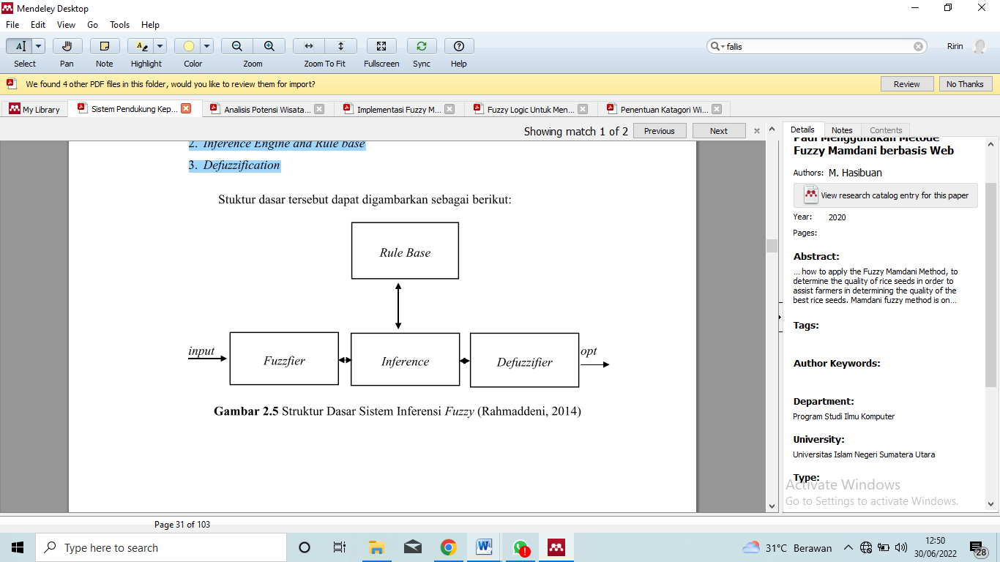 Mendeley Desktop
File Edit View Go Tools Help
fallis
Ririn
Select Pan Note Highlight Color Zoom Zoom To Fit Fullscreen Sync Help
We found 4 other PDF files in this folder, would you like to review them for import?
Review
No Thanks
My Library
Sistem Pendukung Kep...
Analisis Potensi Wisata...
Implementasi Fuzzy M...
Fuzzy Logic Untuk Men...
Penentuan Katagori Wi...
Showing match 1 of 2
Previous
Next
2. Inference Engine and Rule base
3. Defuzzification
Stuktur dasar tersebut dapat digambarkan sebagai berikut:
Rule Base
input
Fuzzfier
Inference
Defuzzifier
opt
Gambar 2.5 Struktur Dasar Sistem Inferensi Fuzzy (Rahmaddeni, 2014)
Details Notes Contents
Padi Menggunakan Metode
Fuzzy Mamdani berbasis Web
Authors: M. Hasibuan
View research catalog entry for this paper
Year: 2020
Pages:
Abstract:
... how to apply the Fuzzy Mamdani Method, to
determine the quality of rice seeds in order to
assist farmers in determining the quality of the
best rice seeds. Mamdani fuzzy method is on...
Tags:
Author Keywords:
Department:
Program Studi Ilmu Komputer
University:
Universitas Islam Negeri Sumatera Utara
Type:
Activate Windows
Go to Settings to activate Windows.
Page 31 of 103
Type here to search
31°C Berawan
12:50
30/06/2022
28